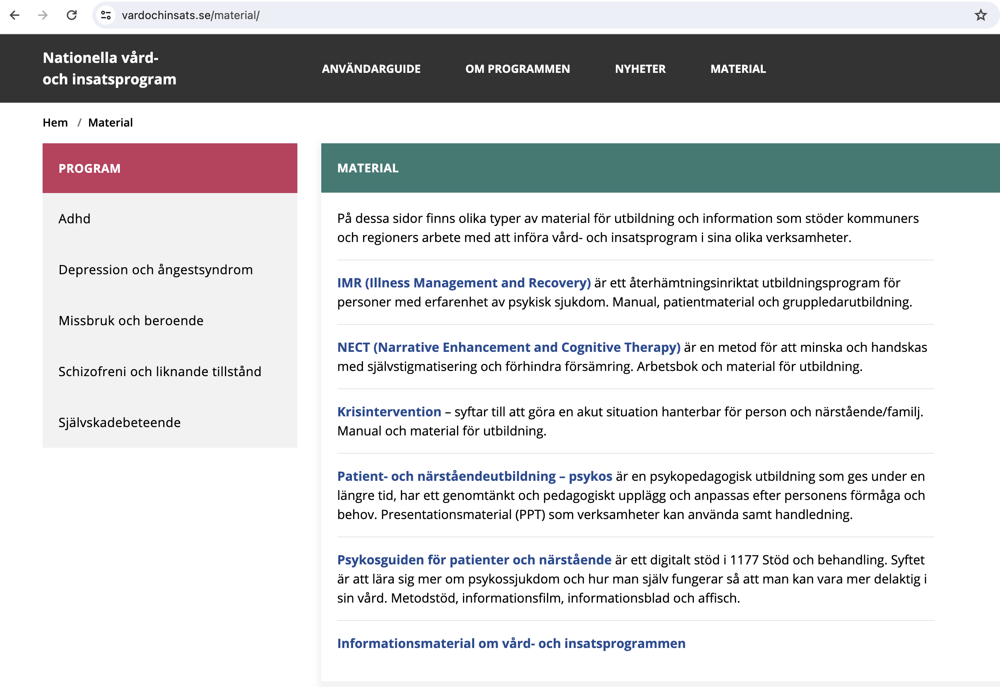 vardochinsats.se/material/
Nationella vård-
och insatsprogram
ANVÄNDARGUIDE OM PROGRAMMEN NYHETER MATERIAL
Hem / Material
PROGRAM
Adhd
Depression och ångestsyndrom
Missbruk och beroende
Schizofreni och liknande tillstånd
Självskadebeteende
MATERIAL
På dessa sidor finns olika typer av material för utbildning och information som stöder kommuners
och regioners arbete med att införa vård- och insatsprogram i sina olika verksamheter.
IMR (Illness Management and Recovery) är ett återhämtningsinriktat utbildningsprogram för
personer med erfarenhet av psykisk sjukdom. Manual, patientmaterial och gruppledarutbildning.
NECT (Narrative Enhancement and Cognitive Therapy) är en metod för att minska och handskas
med självstigmatisering och förhindra försämring. Arbetsbok och material för utbildning.
Krisintervention – syftar till att göra en akut situation hanterbar för person och närstående/familj.
Manual och material för utbildning.
Patient- och närståendeutbildning – psykos är en psykopedagogisk utbildning som ges under en
längre tid, har ett genomtänkt och pedagogiskt upplägg och anpassas efter personens förmåga och
behov. Presentationsmaterial (PPT) som verksamheter kan använda samt handledning.
Psykosguiden för patienter och närstående är ett digitalt stöd i 1177 Stöd och behandling. Syftet
är att lära sig mer om psykossjukdom och hur man själv fungerar så att man kan vara mer delaktig i
sin vård. Metodstöd, informationsfilm, informationsblad och affisch.
Informationsmaterial om vård- och insatsprogrammen